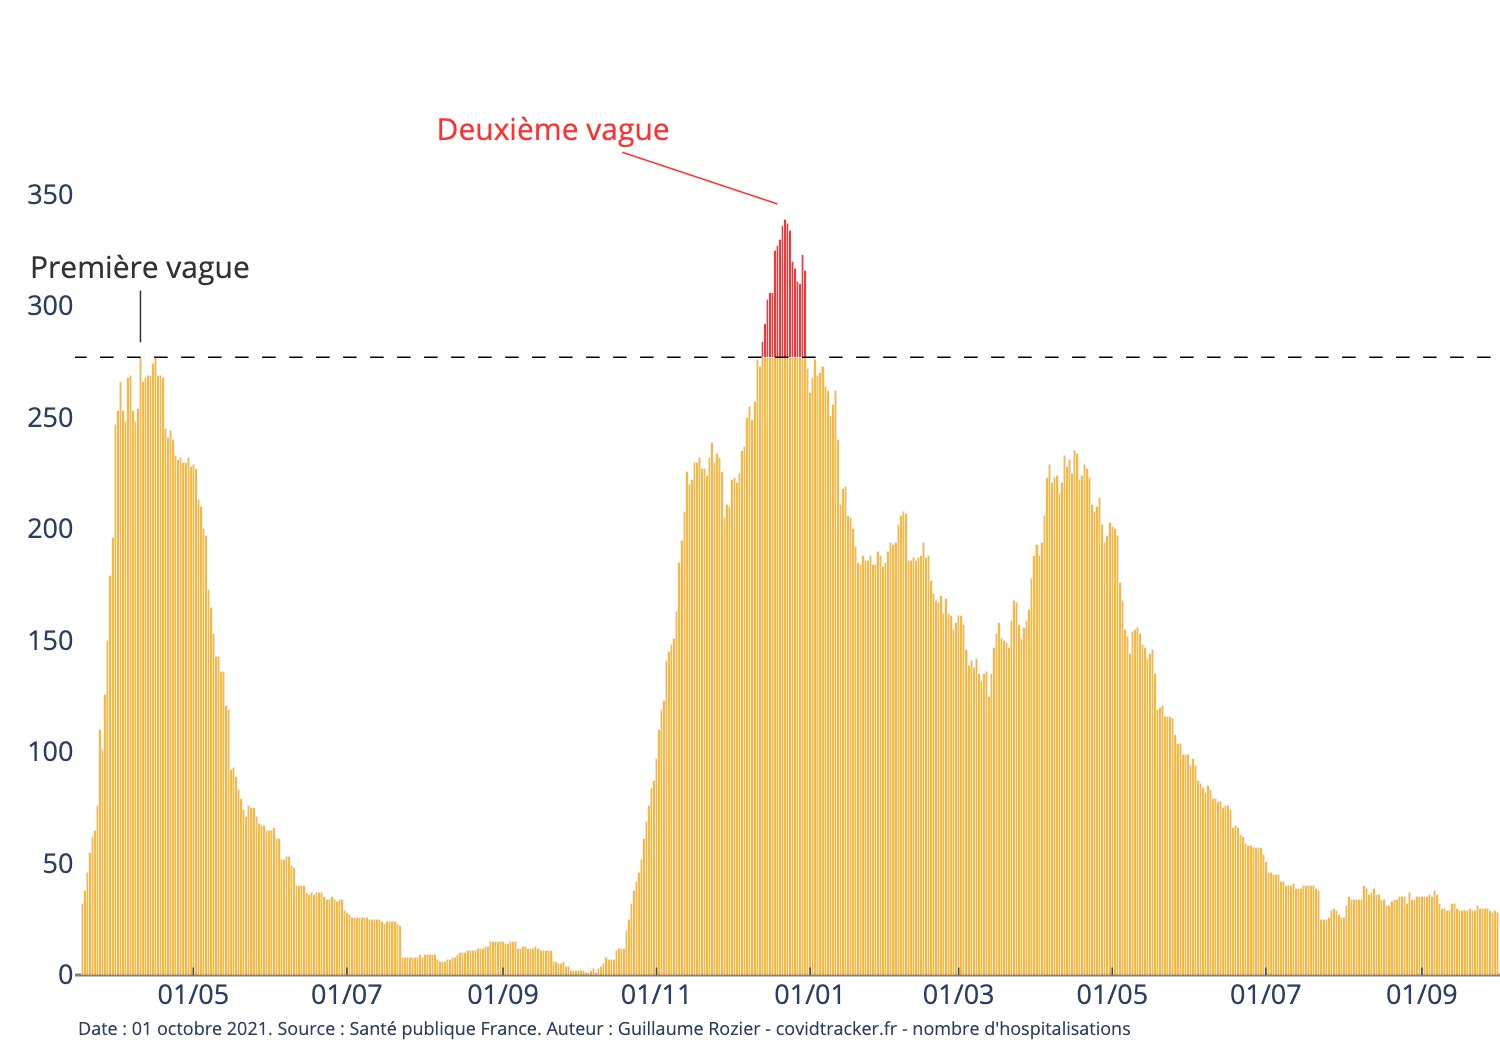 Deuxième vague
350
Première vague
300
250
200
150
100
50
0
01/05 01/07 01/09 01/11 01/01 01/03 01/05 01/07 01/09
Date : 01 octobre 2021. Source : Santé publique France. Auteur : Guillaume Rozier - covidtracker.fr - nombre d'hospitalisations